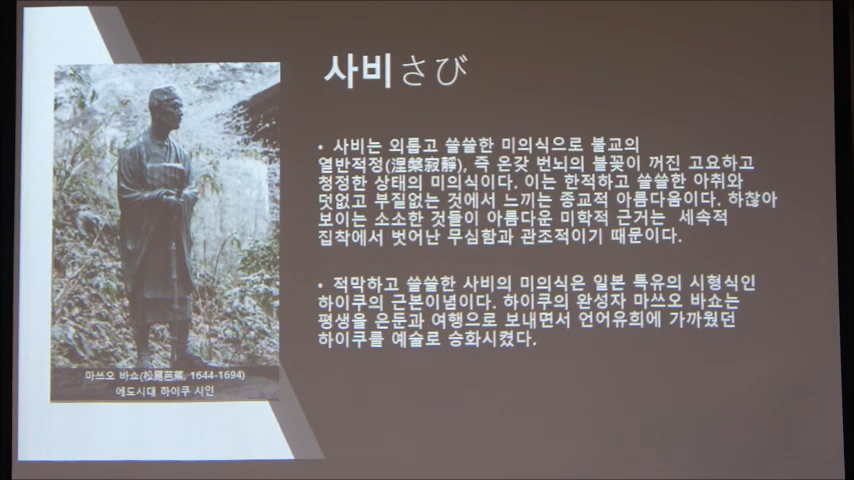 사비さび
• 사비는 외롭고 쓸쓸한 미의식으로 불교의
열반적정(涅槃寂靜), 즉 온갖 번뇌의 불꽃이 꺼진 고요하고
청정한 상태의 미의식이다. 이는 한적하고 쓸쓸한 아취와
덧없고 부질없는 것에서 느끼는 종교적 아름다움이다. 하찮아
보이는 소소한 것들이 아름다운 미학적 근거는 세속적
집착에서 벗어난 무심함과 관조적이기 때문이다.
• 적막하고 쓸쓸한 사비의 미의식은 일본 특유의 시형식인
하이쿠의 근본이념이다. 하이쿠의 완성자 마쓰오 바쇼는
평생을 은둔과 여행으로 보내면서 언어유희에 가까웠던
하이쿠를 예술로 승화시켰다.
마쓰오 바쇼(松尾芭蕉, 1644-1694)
에도시대 하이쿠 시인